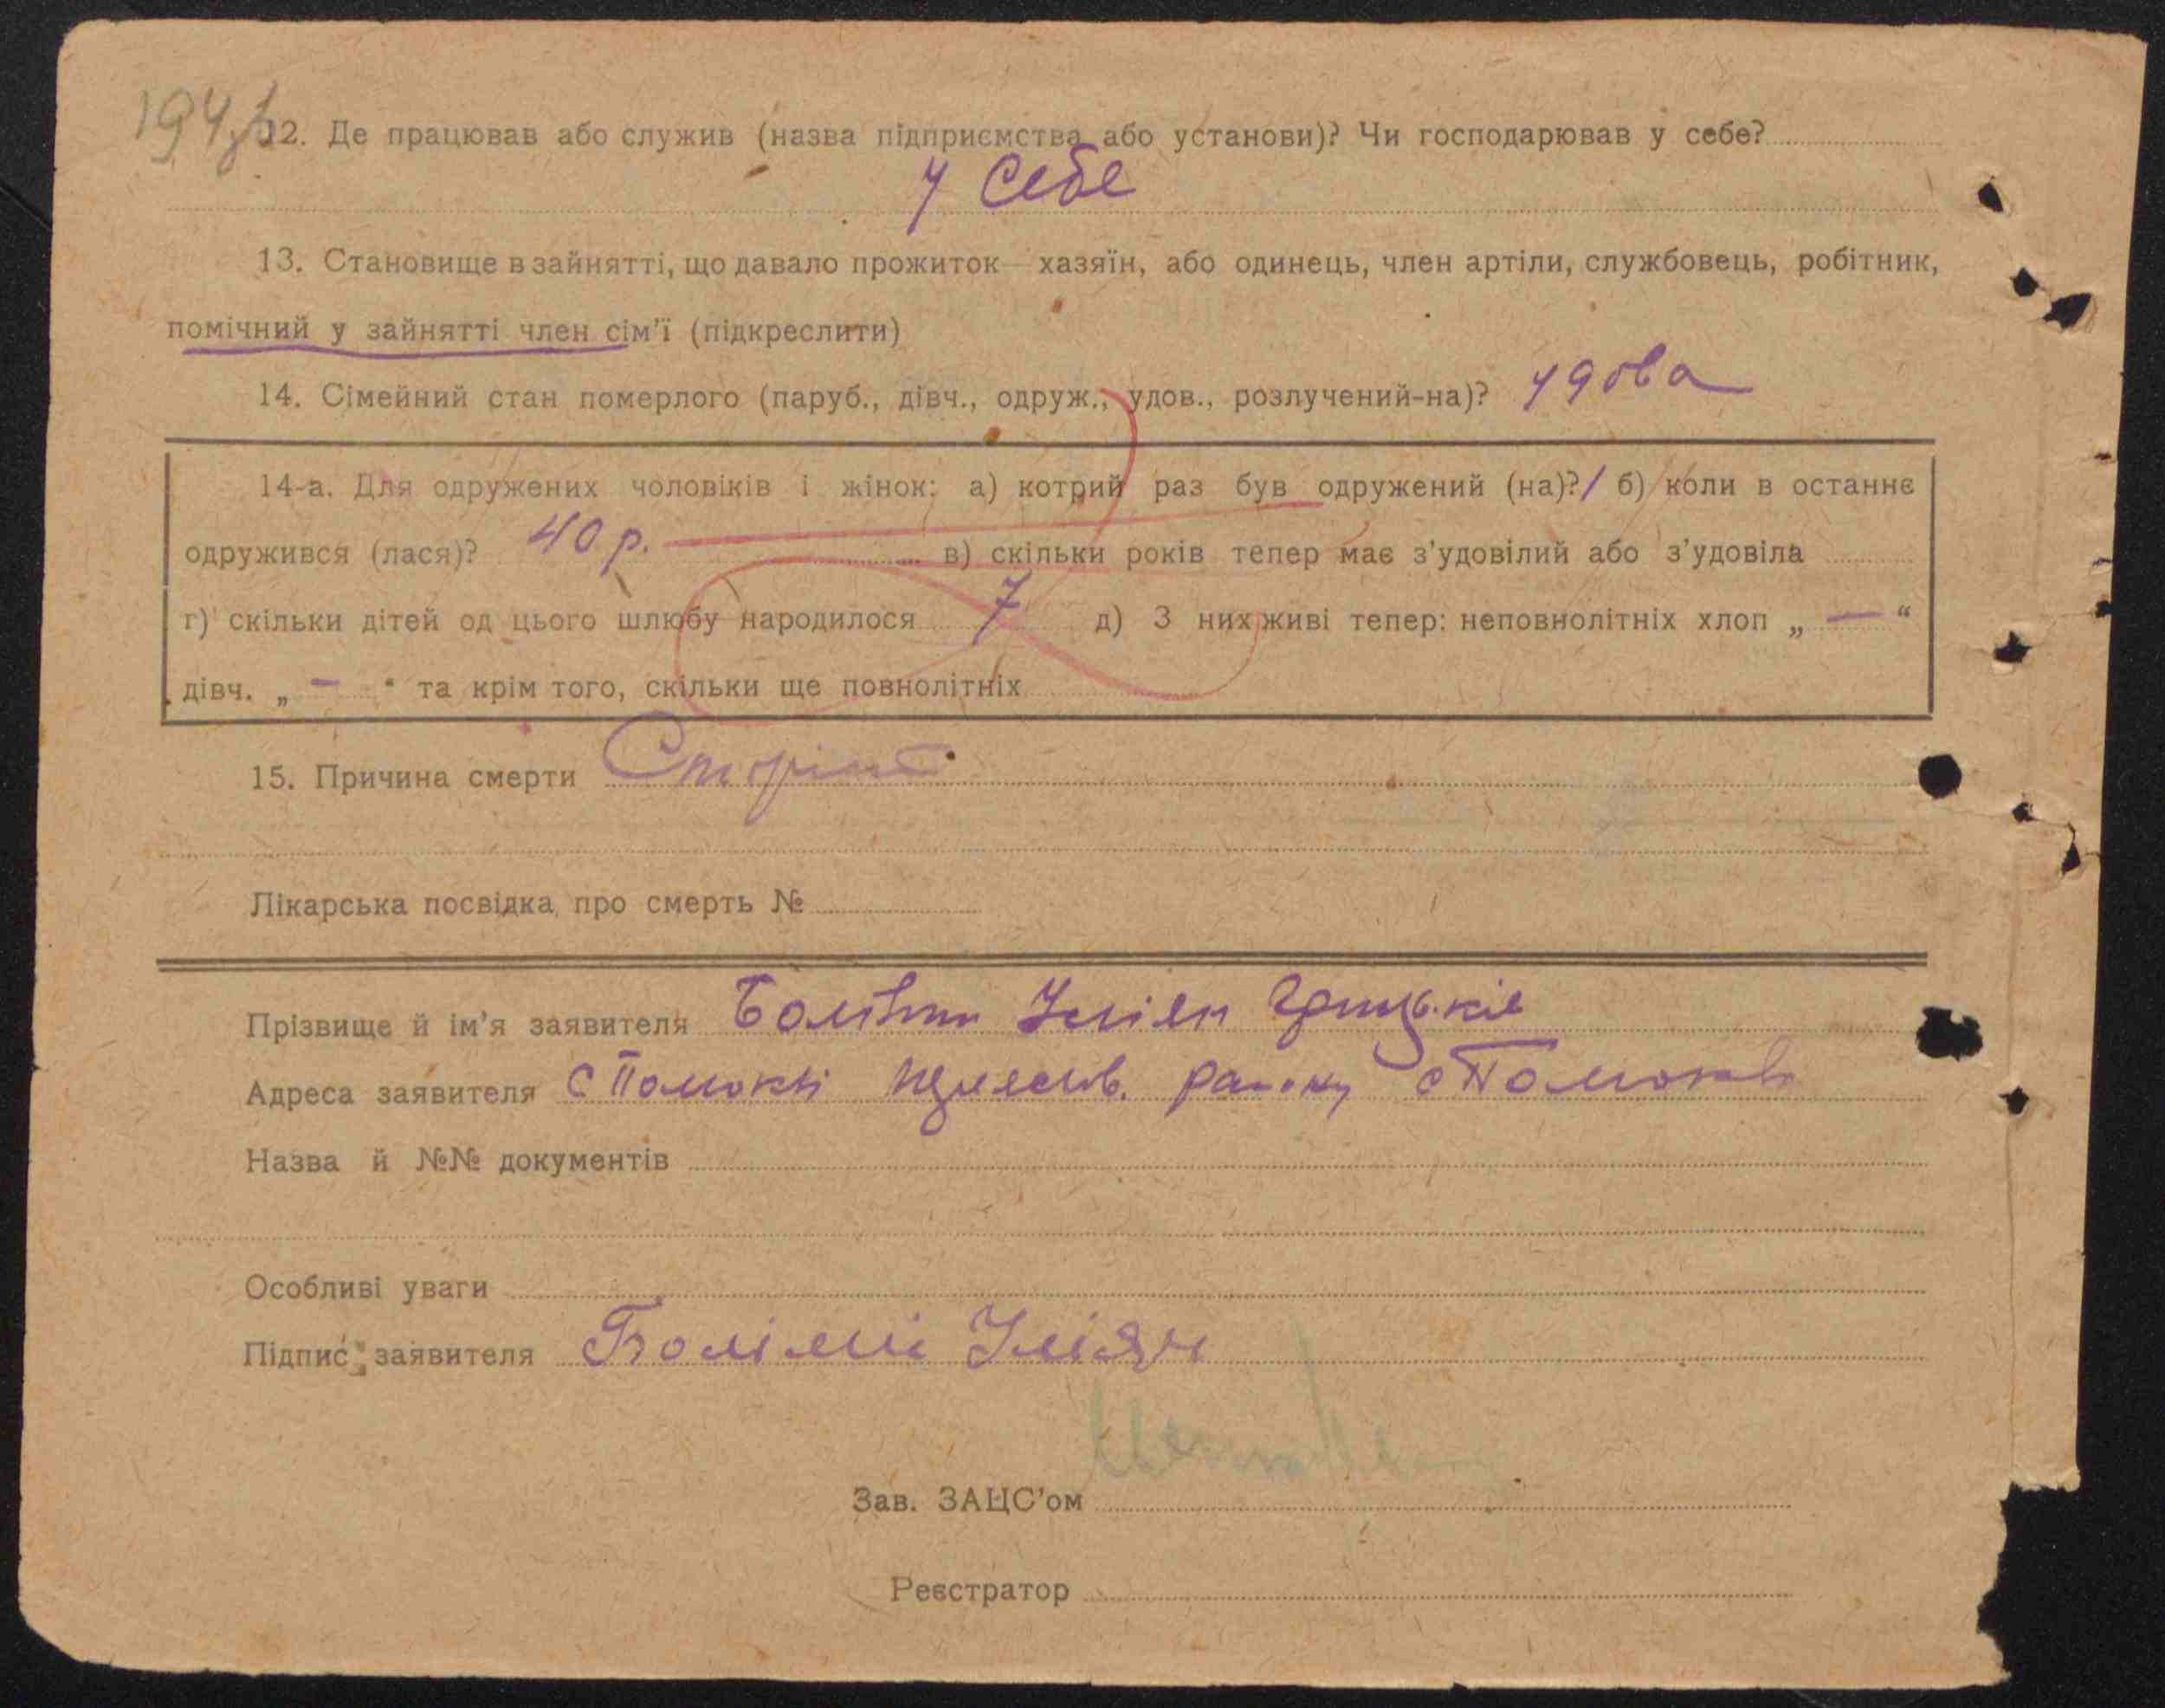 12. Де працював або служив (назва підприємства або установи)? Чи господарював у себе?
у себе
13. Становище в зайнятті, що давало прожиток — хазяїн, або одинець, член артіли, службовець, робітник,
помічний у зайнятті член сім'ї (підкреслити)
14. Сімейний стан померлого (паруб., дівч., одруж., удов., розлучений-на)? удова
14-а. Для одружених чоловіків і жінок: а) котрий раз був одружений (на)? 1 б) коли в останнє
одружився (лася)? 40 р. в) скільки років тепер має з'удовілий або з'удовіла
г) скільки дітей од цього шлюбу народилося 7 д) З них живі тепер: неповнолітніх хлоп „ — “
дівч. „ — “ та крім того, скільки ще повнолітніх
15. Причина смерти
Лікарська посвідка про смерть №
Прізвище й ім'я заявителя
Адреса заявителя с
Назва й №№ документів
Особливі уваги
Підпис заявителя
Зав. ЗАЦС'ом
Реєстратор